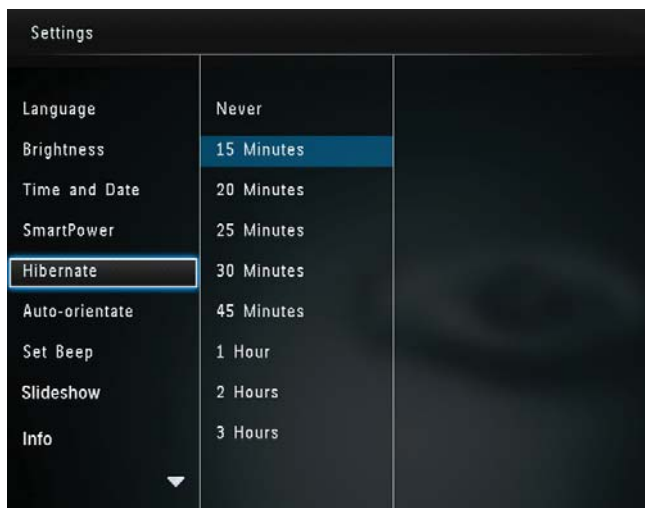 Settings
Language
Brightness
Time and Date
SmartPower
Hibernate
Auto-orientate
Set Beep
Slideshow
Info
Never
15 Minutes
20 Minutes
25 Minutes
30 Minutes
45 Minutes
1 Hour
2 Hours
3 Hours